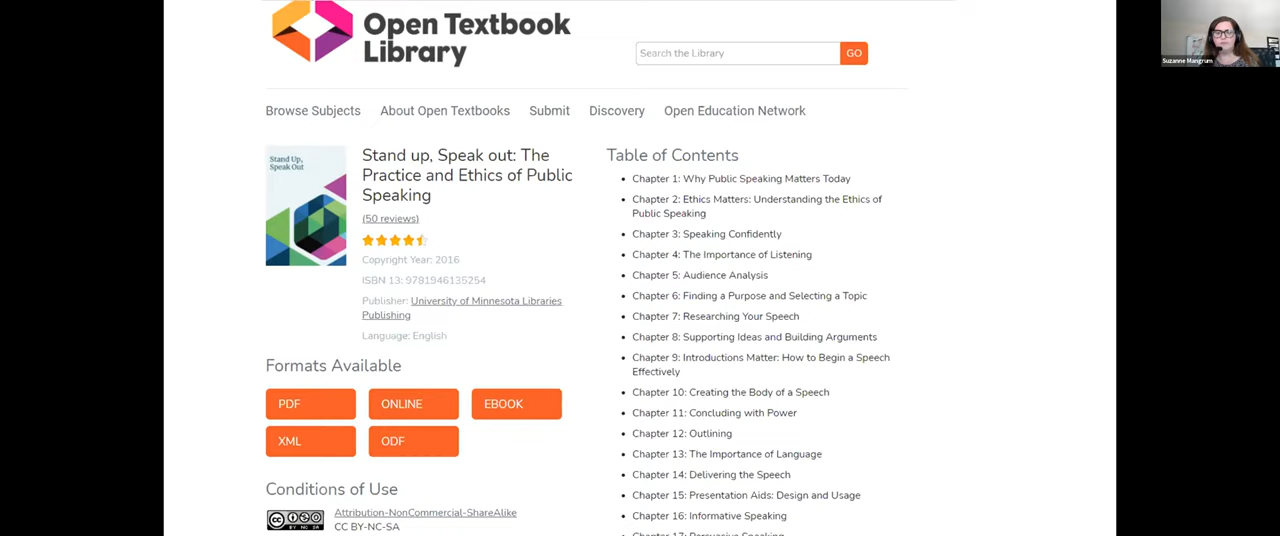 Open Textbook
Library
Search the Library
GO
Suzanne Mangrum
Browse Subjects
About Open Textbooks
Submit
Discovery
Open Education Network
Stand Up,
Speak Out
Stand up, Speak out: The
Practice and Ethics of Public
Speaking
(50 reviews)
Copyright Year: 2016
ISBN 13: 9781946135254
Publisher: University of Minnesota Libraries
Publishing
Language: English
Formats Available
PDF
ONLINE
EBOOK
XML
ODF
Conditions of Use
CC BY NC SA
Attribution-NonCommercial-ShareAlike
CC BY-NC-SA
Table of Contents
Chapter 1: Why Public Speaking Matters Today
Chapter 2: Ethics Matters: Understanding the Ethics of
Public Speaking
Chapter 3: Speaking Confidently
Chapter 4: The Importance of Listening
Chapter 5: Audience Analysis
Chapter 6: Finding a Purpose and Selecting a Topic
Chapter 7: Researching Your Speech
Chapter 8: Supporting Ideas and Building Arguments
Chapter 9: Introductions Matter: How to Begin a Speech
Effectively
Chapter 10: Creating the Body of a Speech
Chapter 11: Concluding with Power
Chapter 12: Outlining
Chapter 13: The Importance of Language
Chapter 14: Delivering the Speech
Chapter 15: Presentation Aids: Design and Usage
Chapter 16: Informative Speaking
Chapter 17: Persuasive Speaking